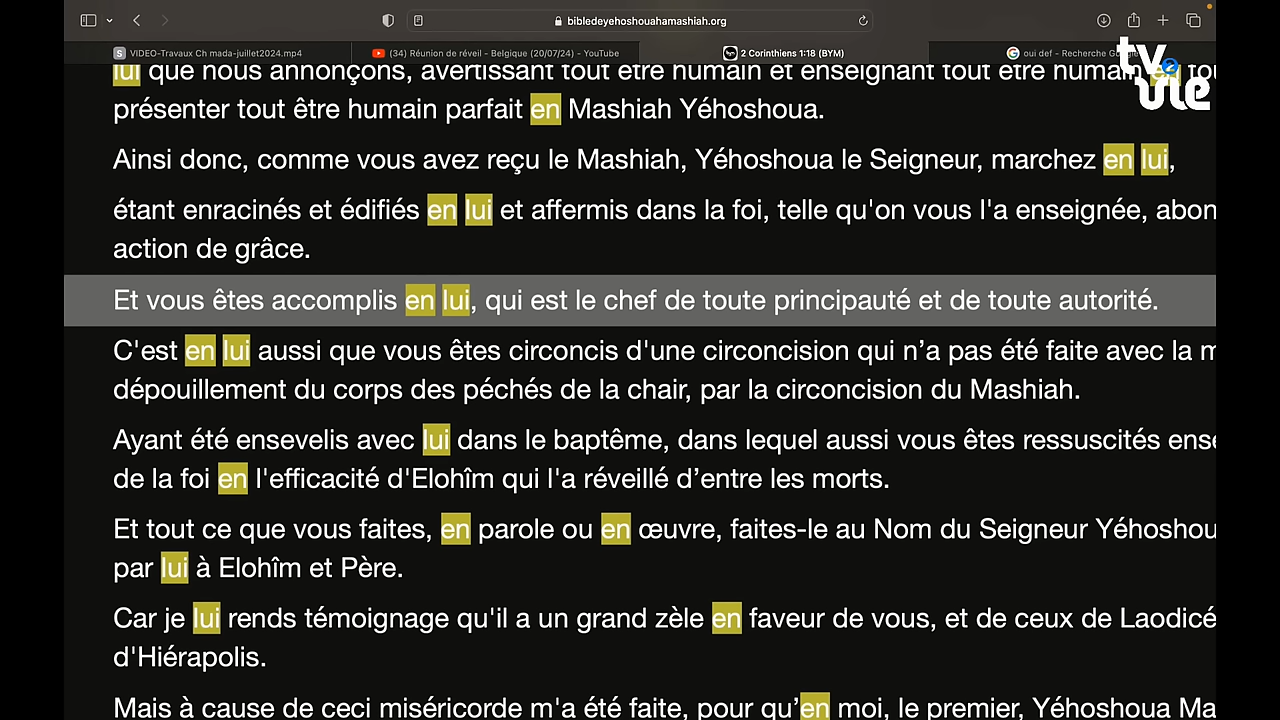 bibledeyehoshouahamashiah.org
VIDEO-Travaux Ch mada-juillet2024.mp4
(34) Réunion de réveil - Belgique (20/07/24) - YouTube
2 Corinthiens 1:18 (BYM)
oui def - Recherche
tv2vie
lui que nous annonçons, avertissant tout être humain et enseignant tout être humain en
présenter tout être humain parfait en Mashiah Yéhoshoua.
Ainsi donc, comme vous avez reçu le Mashiah, Yéhoshoua le Seigneur, marchez en lui,
étant enracinés et édifiés en lui et affermis dans la foi, telle qu'on vous l'a enseignée, abon
action de grâce.
Et vous êtes accomplis en lui, qui est le chef de toute principauté et de toute autorité.
C'est en lui aussi que vous êtes circoncis d'une circoncision qui n’a pas été faite avec la m
dépouillement du corps des péchés de la chair, par la circoncision du Mashiah.
Ayant été ensevelis avec lui dans le baptême, dans lequel aussi vous êtes ressuscités ense
de la foi en l'efficacité d'Elohîm qui l'a réveillé d’entre les morts.
Et tout ce que vous faites, en parole ou en œuvre, faites-le au Nom du Seigneur Yéhoshou
par lui à Elohîm et Père.
Car je lui rends témoignage qu'il a un grand zèle en faveur de vous, et de ceux de Laodicé
d'Hiérapolis.
Mais à cause de ceci miséricorde m'a été faite, pour qu’en moi, le premier, Yéhoshoua Ma